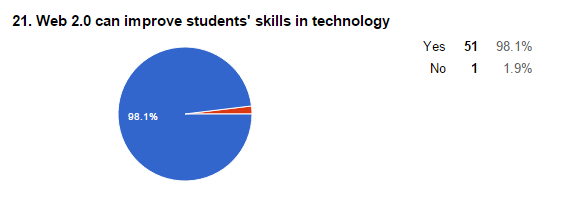 21. Web 2.0 can improve students' skills in technology
Yes 51 98.1%
No 1 1.9%
98.1%